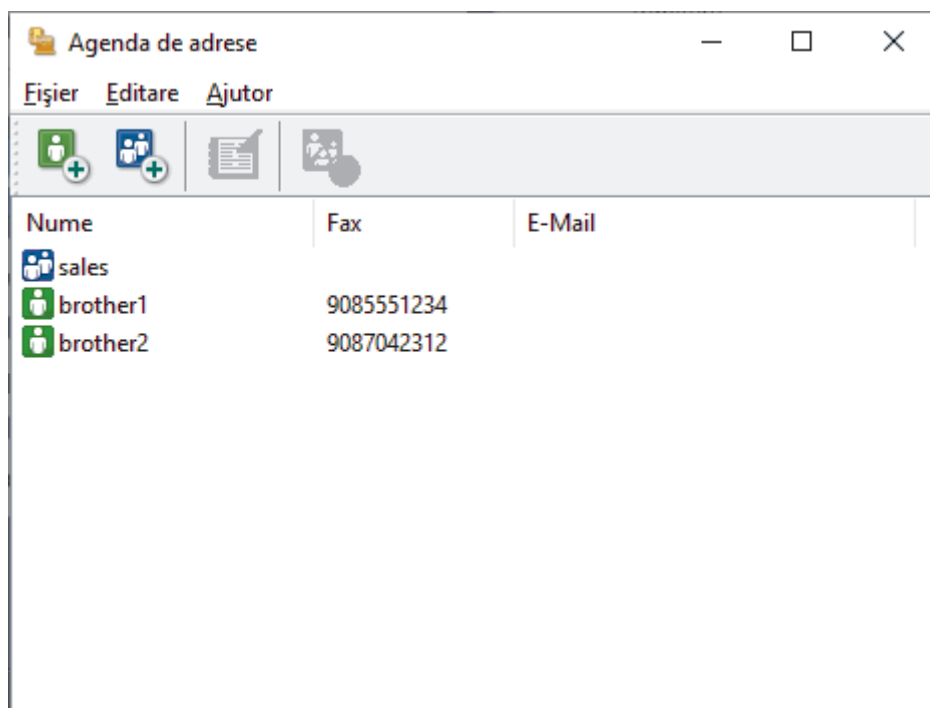 Agenda de adrese
Fişier Editare Ajutor
Nume Fax E-Mail
sales
brother1 9085551234
brother2 9087042312